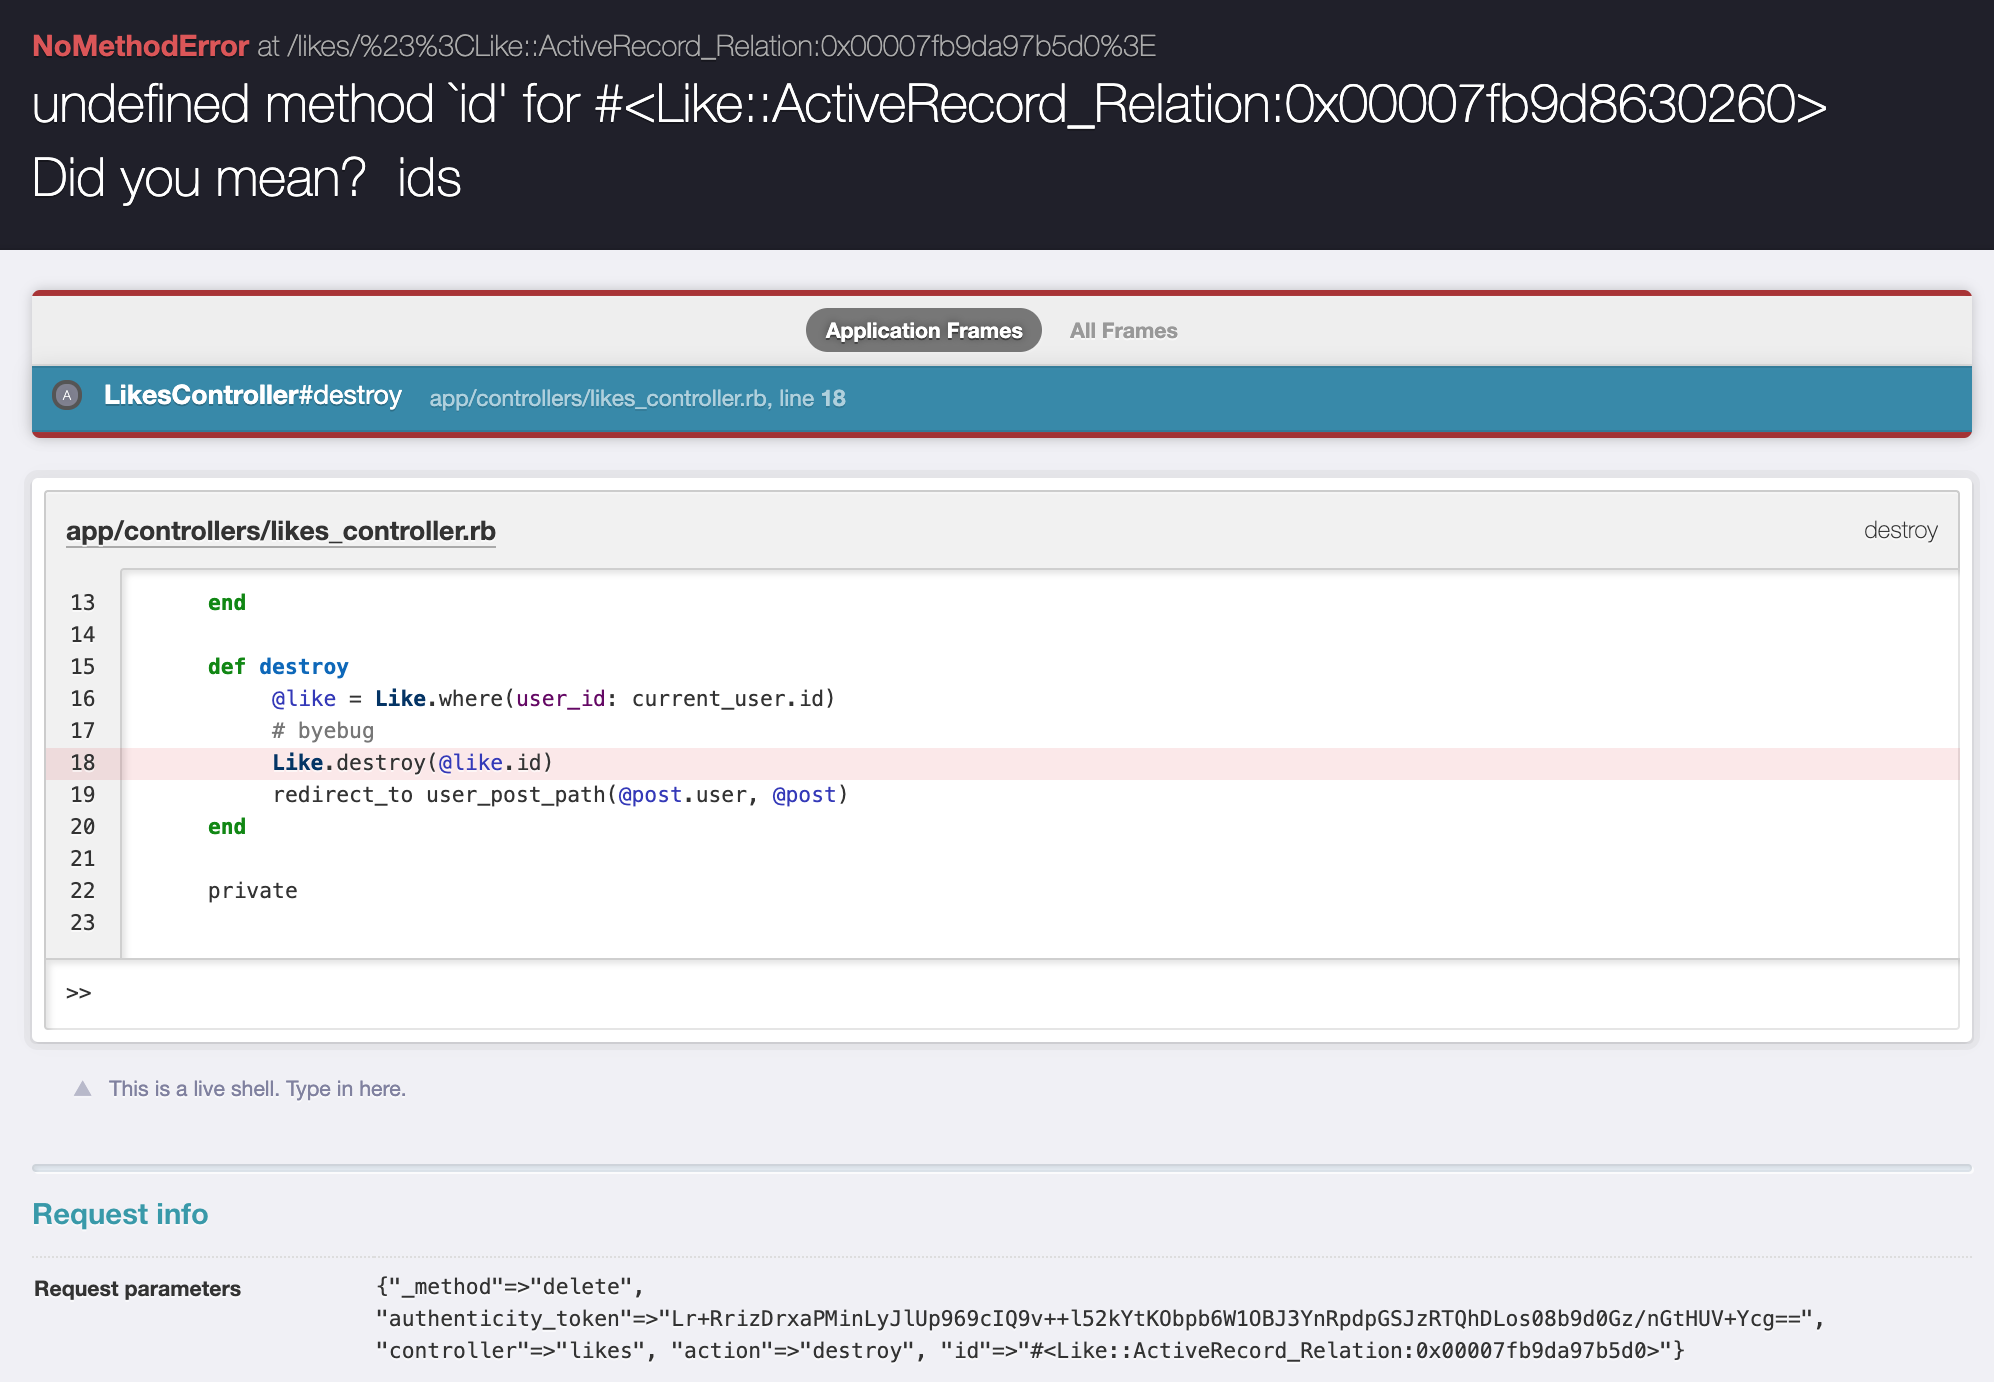 NoMethodError at /likes/%23%3CLike::ActiveRecord_Relation:0x00007fb9da97b5d0%3E
undefined method `id' for #<Like::ActiveRecord_Relation:0x00007fb9d8630260>
Did you mean?  ids
Application Frames All Frames
A LikesController#destroy app/controllers/likes_controller.rb, line 18
app/controllers/likes_controller.rb destroy
13 end
14
15 def destroy
16 @like = Like.where(user_id: current_user.id)
17 # byebug
18 Like.destroy(@like.id)
19 redirect_to user_post_path(@post.user, @post)
20 end
21
22 private
23
>>
This is a live shell. Type in here.
Request info
Request parameters {"_method"=>"delete",
"authenticity_token"=>"Lr+RrizDrxaPMinLyJlUp969cIQ9v++l52kYtKObpb6W1OBJ3YnRpdpGSJzRTQhDLos08b9d0Gz/nGtHUV+Ycg==",
"controller"=>"likes", "action"=>"destroy", "id"=>"#<Like::ActiveRecord_Relation:0x00007fb9da97b5d0>"}